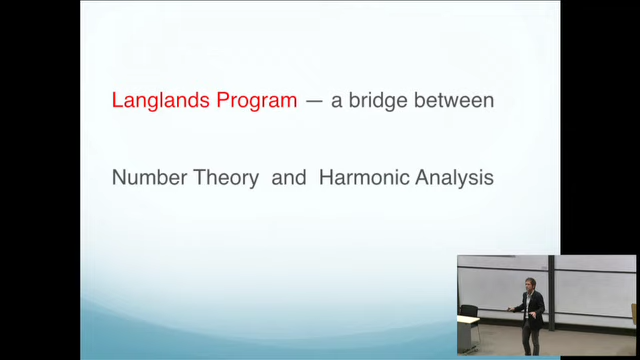 Langlands Program — a bridge between
Number Theory and Harmonic Analysis